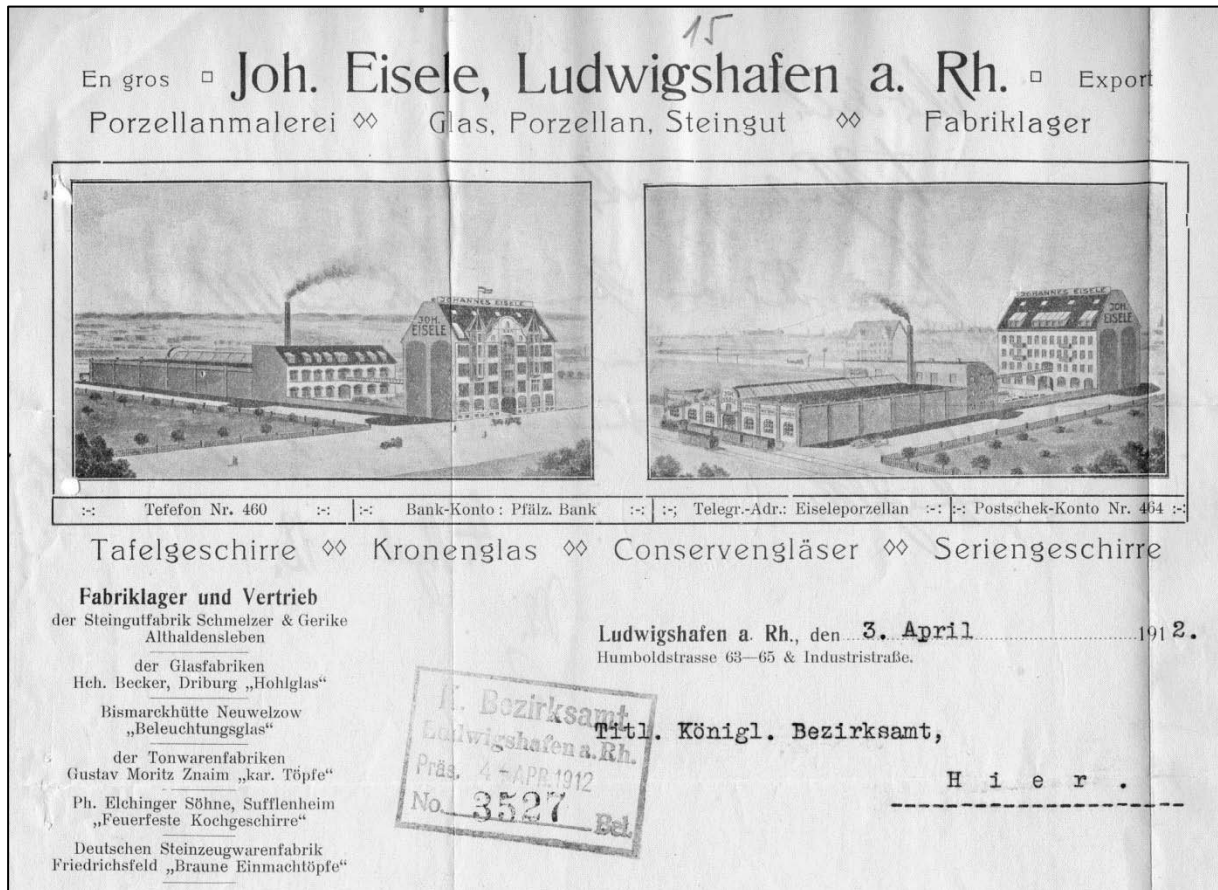 15
En gros □ Joh. Eisele, Ludwigshafen a. Rh. □ Export
Porzellanmalerei ◊◊ Glas, Porzellan, Steingut ◊◊ Fabriklager
JOHANNES EISELE
JOH.
EISELE
JOHANNES EISELE
JOH.
EISELE
:-: Tefefon Nr. 460 :-: :-: Bank-Konto: Pfälz. Bank :-: :-; Telegr.-Adr.: Eiseleporzellan :-: :-: Postschek-Konto Nr. 464 :-:
Tafelgeschirre ◊◊ Kronenglas ◊◊ Conservengläser ◊◊ Seriengeschirre
Fabriklager und Vertrieb
der Steingutfabrik Schmelzer & Gerike
Althaldensleben
der Glasfabriken
Hch. Becker, Driburg „Hohlglas“
Bismarckhütte Neuwelzow
„Beleuchtungsglas“
der Tonwarenfabriken
Gustav Moritz Znaim „kar. Töpfe“
Ph. Elchinger Söhne, Sufflenheim
„Feuerfeste Kochgeschirre“
Deutschen Steinzeugwarenfabrik
Friedrichsfeld „Braune Einmachtöpfe“
Ludwigshafen a. Rh., den 3. April 1912.
Humboldstrasse 63—65 & Industristraße.
K. Bezirksamt
Ludwigshafen a. Rh.
Präs. 4 - APR. 1912
No. 3527 Bel.
Titl. Königl. Bezirksamt,
H i e r .